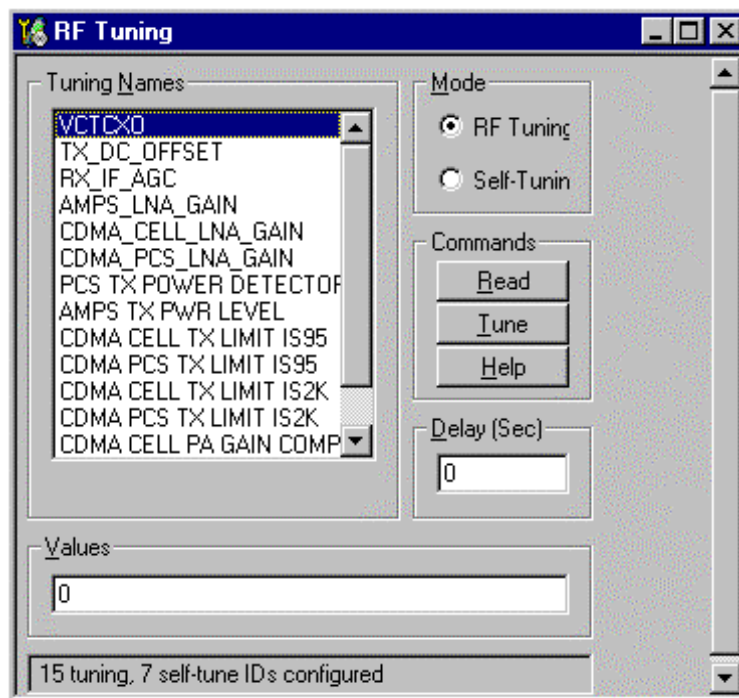 RF Tuning
Tuning Names
VCTCXO
TX_DC_OFFSET
RX_IF_AGC
AMPS_LNA_GAIN
CDMA_CELL_LNA_GAIN
CDMA_PCS_LNA_GAIN
PCS TX POWER DETECTOR
AMPS TX PWR LEVEL
CDMA CELL TX LIMIT IS95
CDMA PCS TX LIMIT IS95
CDMA CELL TX LIMIT IS2K
CDMA PCS TX LIMIT IS2K
CDMA CELL PA GAIN COMP
Mode
RF Tuning
Self-Tunin
Commands
Read
Tune
Help
Delay (Sec)
0
Values
0
15 tuning, 7 self-tune IDs configured